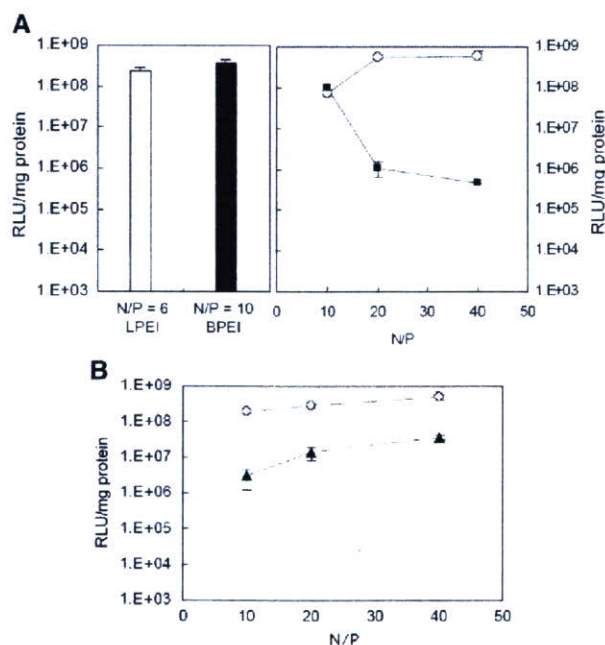 A
1.E+09
1.E+08
1.E+07
1.E+06
1.E+05
1.E+04
1.E+03
RLU/mg protein
N/P = 6
LPEI
N/P = 10
BPEI
1.E+09
1.E+08
1.E+07
1.E+06
1.E+05
1.E+04
1.E+03
RLU/mg protein
0 10 20 30 40 50
N/P
B
1.E+09
1.E+08
1.E+07
1.E+06
1.E+05
1.E+04
1.E+03
RLU/mg protein
0 10 20 30 40 50
N/P